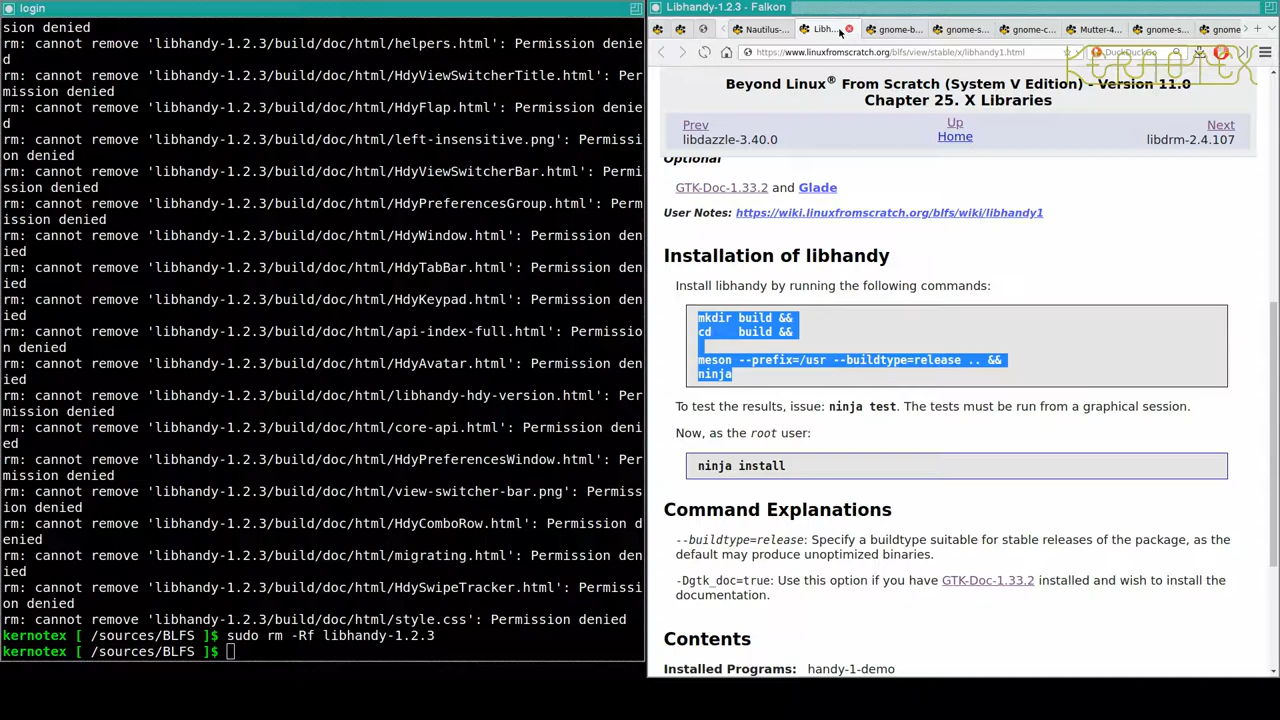 login
sion denied
rm: cannot remove 'libhandy-1.2.3/build/doc/html/helpers.html': Permission denie
d
rm: cannot remove 'libhandy-1.2.3/build/doc/html/HdyViewSwitcherTitle.html': Per
mission denied
rm: cannot remove 'libhandy-1.2.3/build/doc/html/HdyFlap.html': Permission denie
d
rm: cannot remove 'libhandy-1.2.3/build/doc/html/left-insensitive.png': Permissi
on denied
rm: cannot remove 'libhandy-1.2.3/build/doc/html/HdyViewSwitcherBar.html': Permi
ssion denied
rm: cannot remove 'libhandy-1.2.3/build/doc/html/HdyPreferencesGroup.html': Perm
ission denied
rm: cannot remove 'libhandy-1.2.3/build/doc/html/HdyWindow.html': Permission den
ied
rm: cannot remove 'libhandy-1.2.3/build/doc/html/HdyTabBar.html': Permission den
ied
rm: cannot remove 'libhandy-1.2.3/build/doc/html/HdyKeypad.html': Permission den
ied
rm: cannot remove 'libhandy-1.2.3/build/doc/html/api-index-full.html': Permissio
n denied
rm: cannot remove 'libhandy-1.2.3/build/doc/html/HdyAvatar.html': Permission den
ied
rm: cannot remove 'libhandy-1.2.3/build/doc/html/libhandy-hdy-version.html': Per
mission denied
rm: cannot remove 'libhandy-1.2.3/build/doc/html/core-api.html': Permission deni
ed
rm: cannot remove 'libhandy-1.2.3/build/doc/html/HdyPreferencesWindow.html': Per
mission denied
rm: cannot remove 'libhandy-1.2.3/build/doc/html/view-switcher-bar.png': Permiss
ion denied
rm: cannot remove 'libhandy-1.2.3/build/doc/html/HdyComboRow.html': Permission d
enied
rm: cannot remove 'libhandy-1.2.3/build/doc/html/migrating.html': Permission den
ied
rm: cannot remove 'libhandy-1.2.3/build/doc/html/HdySwipeTracker.html': Permissi
on denied
rm: cannot remove 'libhandy-1.2.3/build/doc/html/style.css': Permission denied
kernotex [ /sources/BLFS ]$ sudo rm -Rf libhandy-1.2.3
kernotex [ /sources/BLFS ]$
Libhandy-1.2.3 - Falkon
Nautilus-... Libh... gnome-b... gnome-s... gnome-c... Mutter-4... gnome-s... gnome
https://www.linuxfromscratch.org/blfs/view/stable/x/libhandy1.html DuckDuckGo
KERNOTEX
Beyond Linux® From Scratch (System V Edition) - Version 11.0
Chapter 25. X Libraries
Prev Up Next
libdazzle-3.40.0 Home libdrm-2.4.107
Optional
GTK-Doc-1.33.2 and Glade
User Notes: https://wiki.linuxfromscratch.org/blfs/wiki/libhandy1
Installation of libhandy
Install libhandy by running the following commands:
mkdir build &&
cd    build &&
meson --prefix=/usr --buildtype=release .. &&
ninja
To test the results, issue: ninja test. The tests must be run from a graphical session.
Now, as the root user:
ninja install
Command Explanations
--buildtype=release: Specify a buildtype suitable for stable releases of the package, as the
default may produce unoptimized binaries.
-Dgtk_doc=true: Use this option if you have GTK-Doc-1.33.2 installed and wish to install the
documentation.
Contents
Installed Programs: handy-1-demo